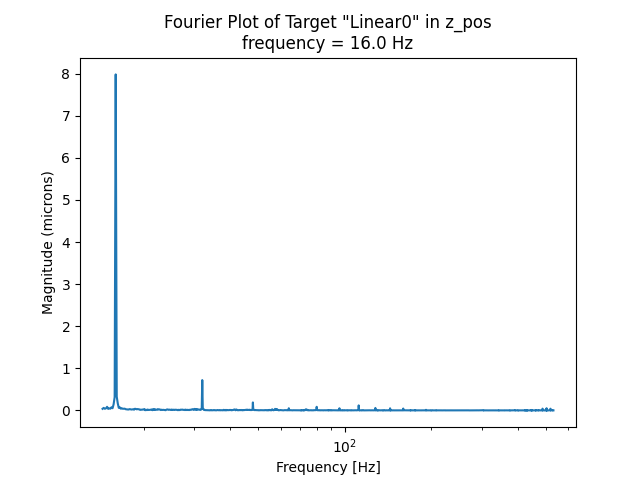 Fourier Plot of Target "Linear0" in z_pos
frequency = 16.0 Hz
8
7
6
5
4
3
2
1
0
Magnitude (microns)
10²
Frequency [Hz]